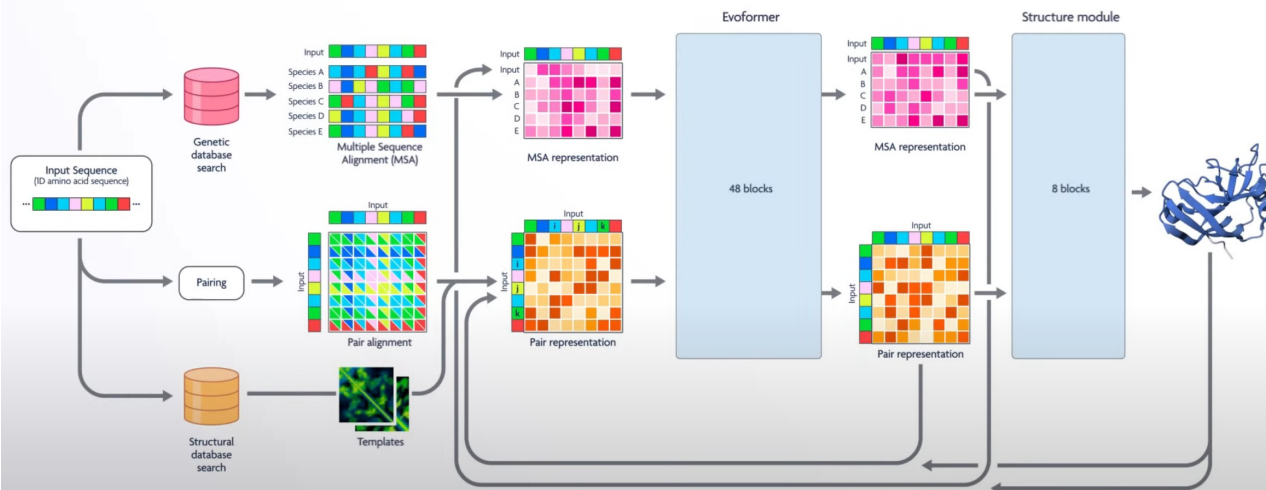 Evoformer
Structure module
Input
Species A
Species B
Species C
Species D
Species E
Multiple Sequence
Alignment (MSA)
Genetic
database
search
Input
Input
A
B
C
D
E
MSA representation
48 blocks
Input
Input
A
B
C
D
E
MSA representation
8 blocks
Input Sequence
(1D amino acid sequence)
... ...
Pairing
Input
Input
Pair alignment
Input
i j k
Input
i
j
k
Pair representation
Input
Input
Pair representation
Structural
database
search
Templates